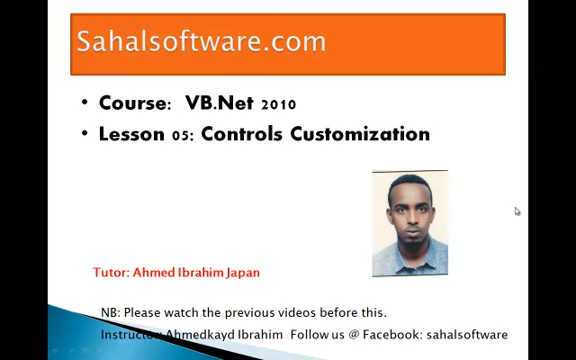 Sahalsoftware.com
• Course: VB.Net 2010
• Lesson 05: Controls Customization
Tutor: Ahmed Ibrahim Japan
NB: Please watch the previous videos before this.
Instructor: Ahmedkayd Ibrahim Follow us @ Facebook: sahalsoftware